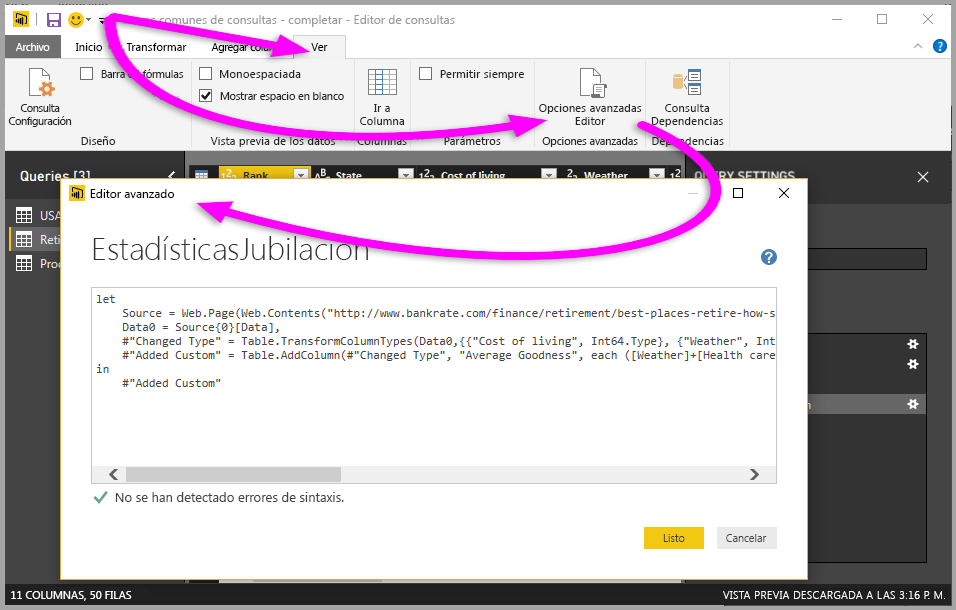 comunes de consultas - completar - Editor de consultas
Archivo Inicio Transformar Agregar Ver
Barra fórmulas
Monoespaciada
Permitir siempre
Mostrar espacio en blanco
Consulta
Configuración
Ir a
Columna
Opciones avanzadas
Editor
Consulta
Dependencias
Diseño
Vista previa de los datos
Columnas
Parámetros
Opciones avanzadas
Dependencias
Queries [3]
Rank
State
Cost of living
Weather
QUERY SETTINGS
USA
Reti
Pro
Editor avanzado
EstadísticasJubilación
let
Source = Web.Page(Web.Contents("http://www.bankrate.com/finance/retirement/best-places-retire-how-s
Data0 = Source{0}[Data],
#"Changed Type" = Table.TransformColumnTypes(Data0,{{"Cost of living", Int64.Type}, {"Weather", Int
#"Added Custom" = Table.AddColumn(#"Changed Type", "Average Goodness", each ([Weather]+[Health care
in
#"Added Custom"
No se han detectado errores de sintaxis.
Listo
Cancelar
11 COLUMNAS, 50 FILAS
VISTA PREVIA DESCARGADA A LAS 3:16 P. M.